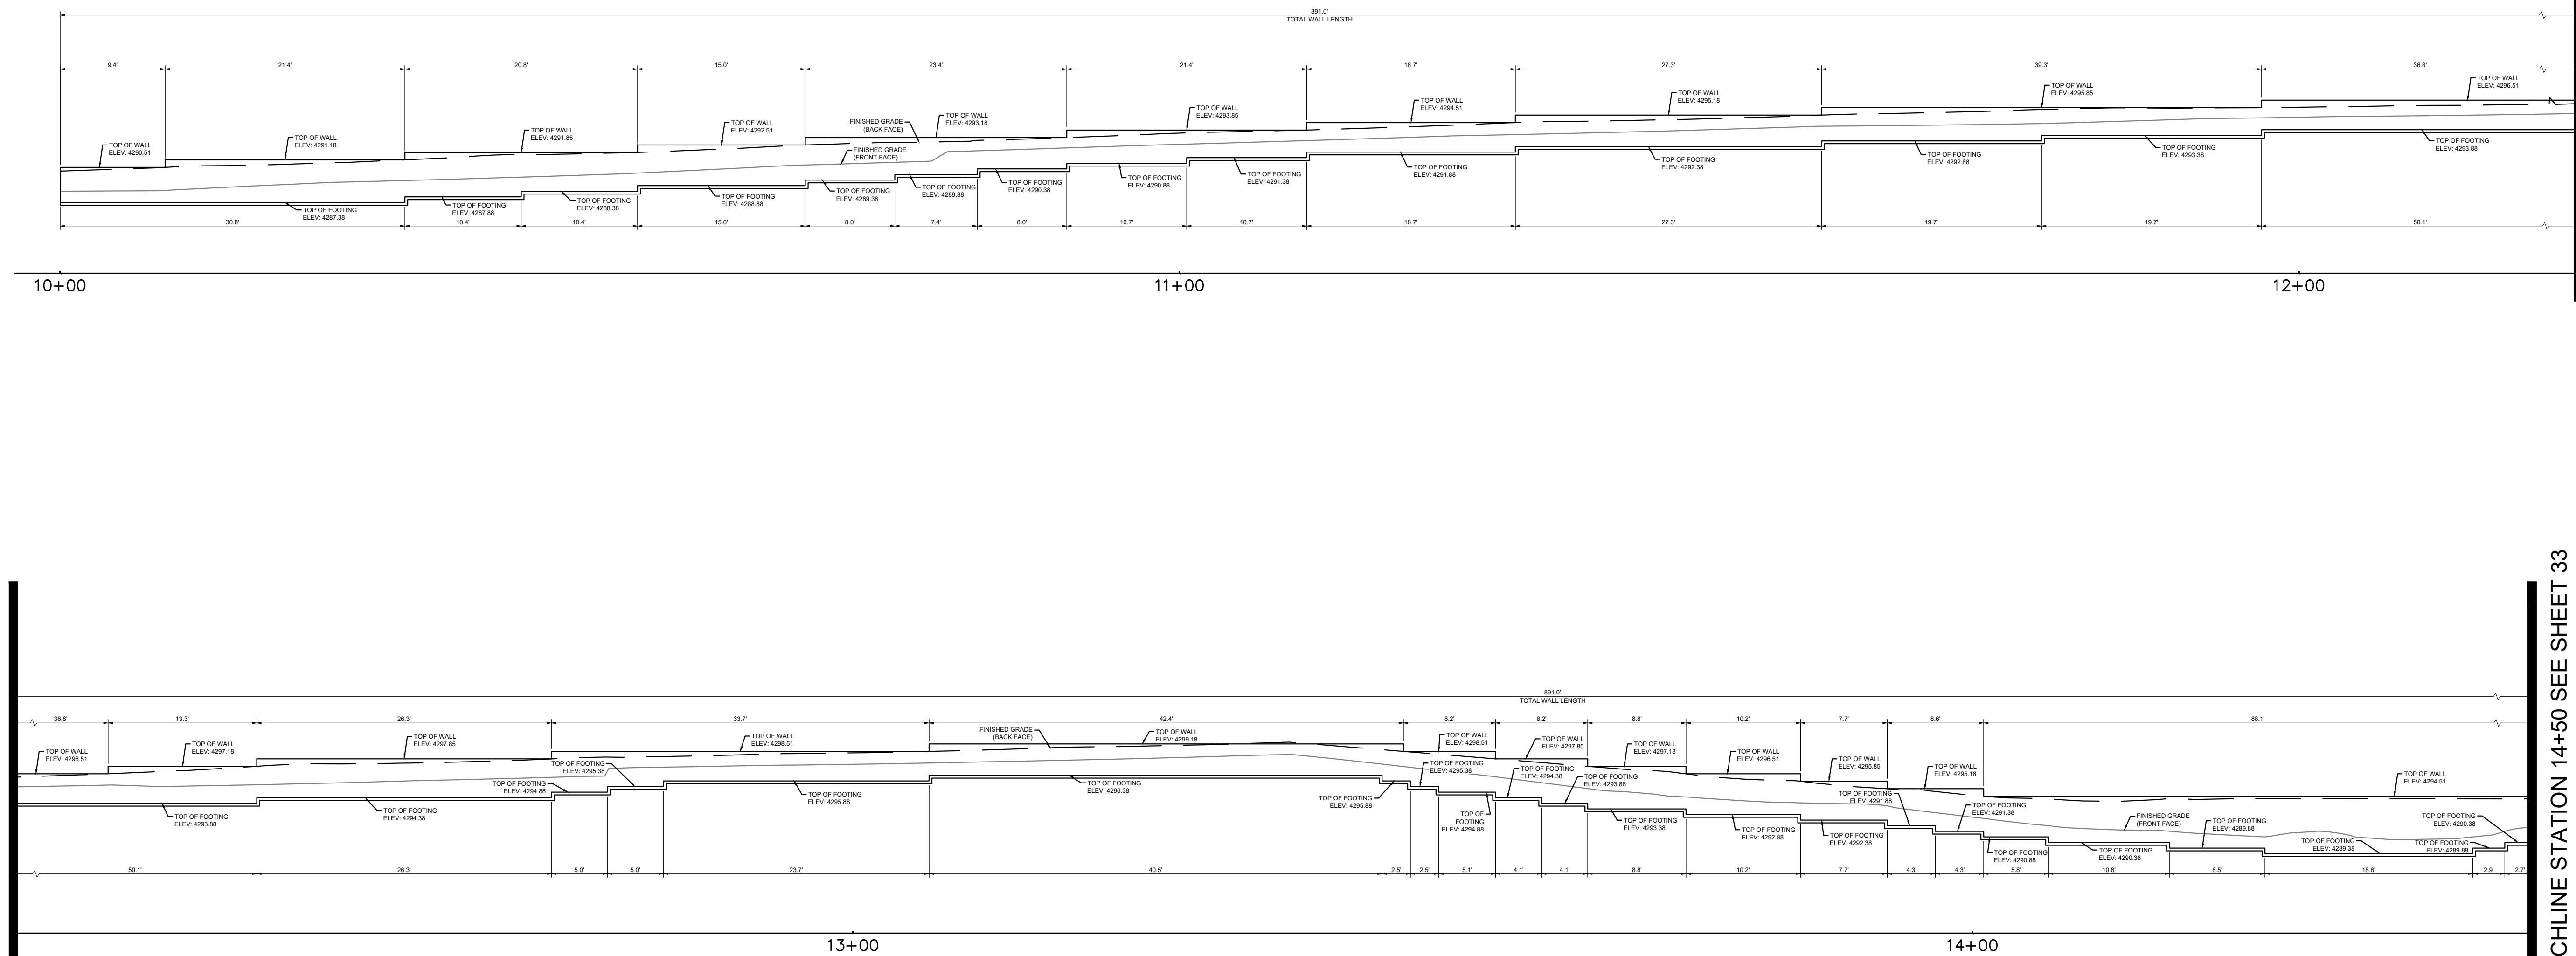 891.0'
TOTAL WALL LENGTH
9.4'
21.4'
20.8'
15.0'
23.4'
21.4'
18.7'
27.3'
39.3'
36.8'
TOP OF WALL
ELEV: 4290.51
TOP OF WALL
ELEV: 4291.18
TOP OF WALL
ELEV: 4291.85
TOP OF WALL
ELEV: 4292.51
FINISHED GRADE
(BACK FACE)
TOP OF WALL
ELEV: 4293.18
TOP OF WALL
ELEV: 4293.85
TOP OF WALL
ELEV: 4294.51
TOP OF WALL
ELEV: 4295.18
TOP OF WALL
ELEV: 4295.85
TOP OF WALL
ELEV: 4296.51
FINISHED GRADE
(FRONT FACE)
TOP OF FOOTING
ELEV: 4287.38
TOP OF FOOTING
ELEV: 4287.88
TOP OF FOOTING
ELEV: 4288.38
TOP OF FOOTING
ELEV: 4288.88
TOP OF FOOTING
ELEV: 4289.38
TOP OF FOOTING
ELEV: 4289.88
TOP OF FOOTING
ELEV: 4290.38
TOP OF FOOTING
ELEV: 4290.88
TOP OF FOOTING
ELEV: 4291.38
TOP OF FOOTING
ELEV: 4291.88
TOP OF FOOTING
ELEV: 4292.38
TOP OF FOOTING
ELEV: 4292.88
TOP OF FOOTING
ELEV: 4293.38
TOP OF FOOTING
ELEV: 4293.88
30.8'
10.4'
10.4'
15.0'
8.0'
7.4'
8.0'
10.7'
10.7'
18.7'
27.3'
19.7'
19.7'
50.1'
10+00
11+00
12+00
891.0'
TOTAL WALL LENGTH
36.8'
13.3'
26.3'
33.7'
42.4'
8.2'
8.2'
8.8'
10.2'
7.7'
8.6'
88.1'
TOP OF WALL
ELEV: 4296.51
TOP OF WALL
ELEV: 4297.18
TOP OF WALL
ELEV: 4297.85
TOP OF WALL
ELEV: 4298.51
FINISHED GRADE
(BACK FACE)
TOP OF WALL
ELEV: 4299.18
TOP OF WALL
ELEV: 4298.51
TOP OF WALL
ELEV: 4297.85
TOP OF WALL
ELEV: 4297.18
TOP OF WALL
ELEV: 4296.51
TOP OF WALL
ELEV: 4295.85
TOP OF WALL
ELEV: 4295.18
TOP OF WALL
ELEV: 4294.51
TOP OF FOOTING
ELEV: 4293.88
TOP OF FOOTING
ELEV: 4294.38
TOP OF FOOTING
ELEV: 4294.88
TOP OF FOOTING
ELEV: 4295.38
TOP OF FOOTING
ELEV: 4295.88
TOP OF FOOTING
ELEV: 4296.38
TOP OF FOOTING
ELEV: 4295.88
TOP OF FOOTING
ELEV: 4295.38
TOP OF
FOOTING
ELEV: 4294.88
TOP OF FOOTING
ELEV: 4294.38
TOP OF FOOTING
ELEV: 4293.88
TOP OF FOOTING
ELEV: 4293.38
TOP OF FOOTING
ELEV: 4292.88
TOP OF FOOTING
ELEV: 4292.38
TOP OF FOOTING
ELEV: 4291.88
TOP OF FOOTING
ELEV: 4291.38
TOP OF FOOTING
ELEV: 4290.88
TOP OF FOOTING
ELEV: 4290.38
FINISHED GRADE
(FRONT FACE)
TOP OF FOOTING
ELEV: 4289.88
TOP OF FOOTING
ELEV: 4289.38
TOP OF FOOTING
ELEV: 4289.88
TOP OF FOOTING
ELEV: 4290.38
50.1'
26.3'
5.0'
5.0'
23.7'
40.5'
2.5'
2.5'
5.1'
4.1'
4.1'
8.8'
10.2'
7.7'
4.3'
4.3'
5.8'
10.8'
8.5'
18.6'
2.9'
2.7'
13+00
14+00
CHLINE STATION 14+50 SEE SHEET 33